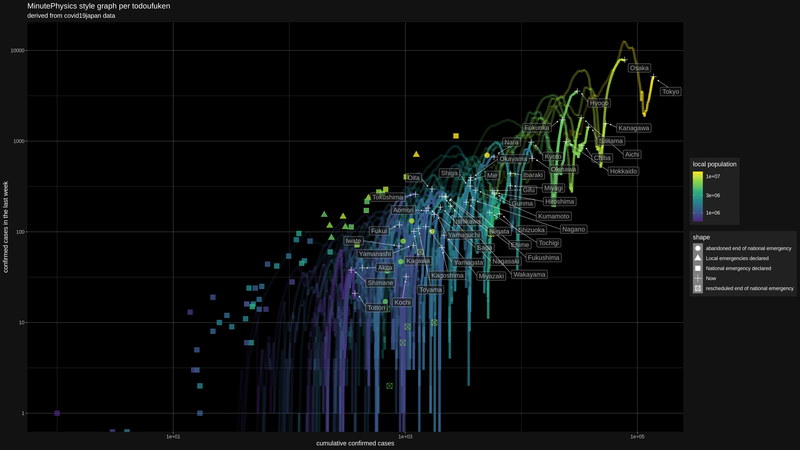 MinutePhysics style graph per todoufuken
derived from covid19japan data
confirmed cases in the last week
10000
1000
100
10
1
1e+01
1e+03
1e+05
cumulative confirmed cases
Osaka
Tokyo
Hyogo
Fukuoka
Kanagawa
Saitama
Nara
Aichi
Kyoto
Chiba
Okayama
Hokkaido
Okinawa
Shiga
Mie
Ibaraki
Oita
Gifu
Miyagi
Tokushima
Hiroshima
Gunma
Aomori
Kumamoto
Ishikawa
Fukui
Niigata
Shizuoka
Nagano
Yamaguchi
Iwate
Tochigi
Saga
Ehime
Yamanashi
Fukushima
Kagawa
Yamagata
Nagasaki
Akita
Kagoshima
Miyazaki
Wakayama
Shimane
Toyama
Kochi
Tottori
local population
1e+07
3e+06
1e+06
shape
abandoned end of national emergency
Local emergencies declared
National emergency declared
Now
rescheduled end of national emergency